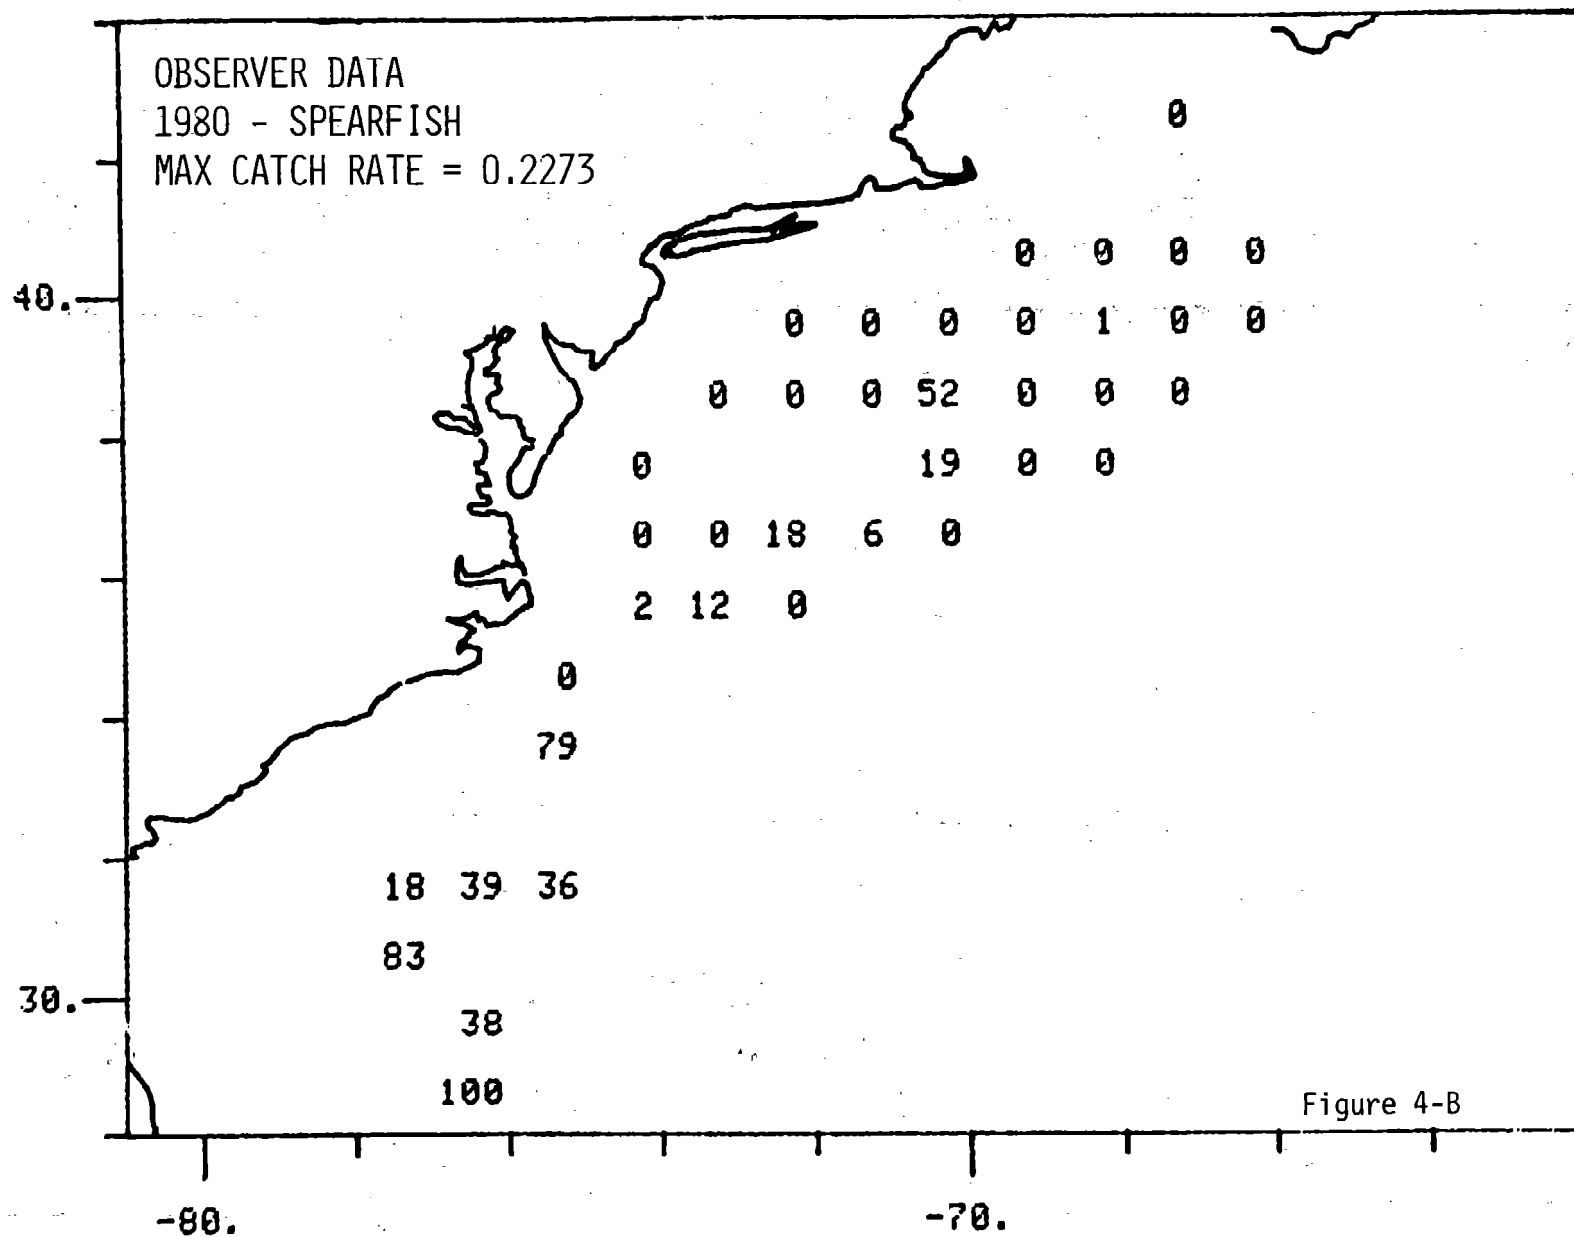 OBSERVER DATA
1980 - SPEARFISH
MAX CATCH RATE = 0.2273
0
0 0 0 0
40.
0 0 0 0 1 0 0
0 0 0 52 0 0 0
0 19 0 0
0 0 18 6 0
2 12 0
0
79
18 39 36
83
30.
38
100
Figure 4-B
-80. -70.